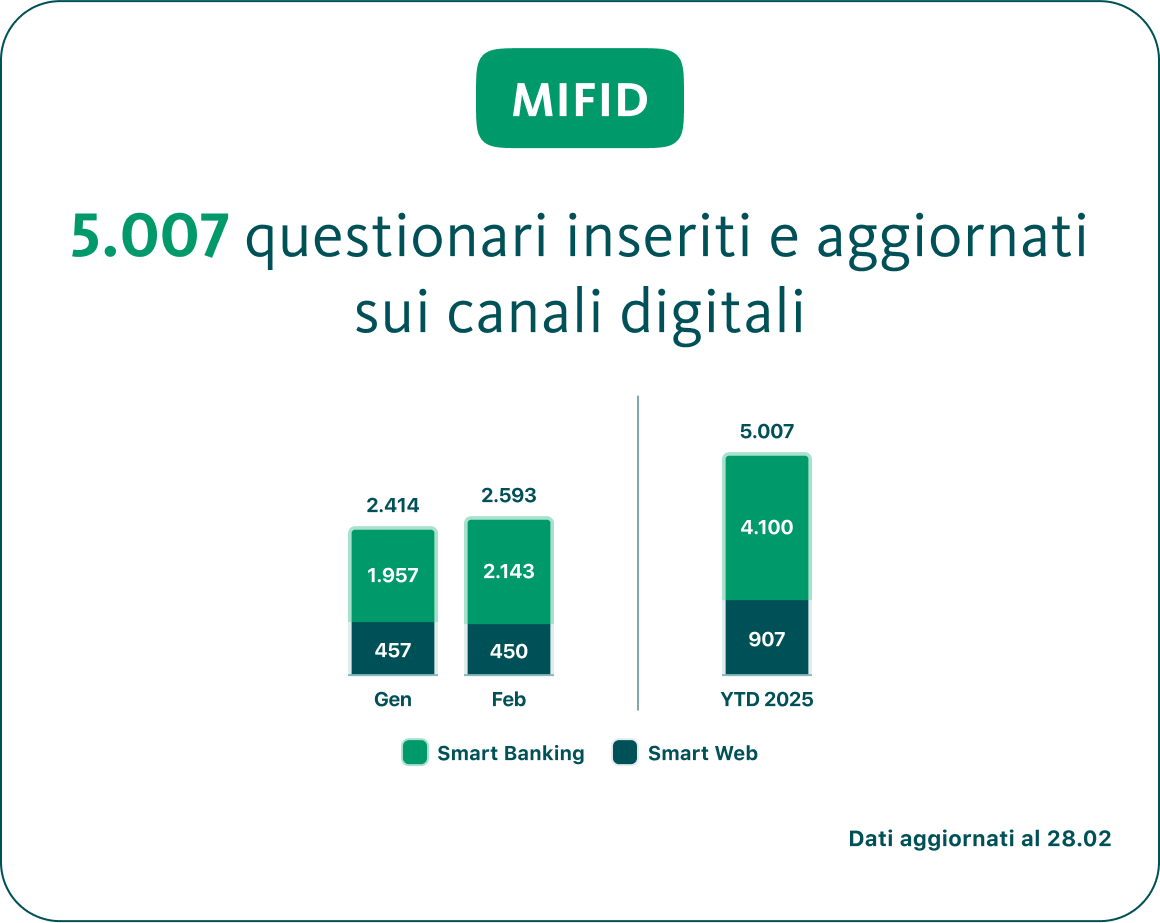 MIFID
5.007 questionari inseriti e aggiornati
sui canali digitali
2.414
1.957
457
Gen
2.593
2.143
450
Feb
5.007
4.100
907
YTD 2025
Smart Banking
Smart Web
Dati aggiornati al 28.02